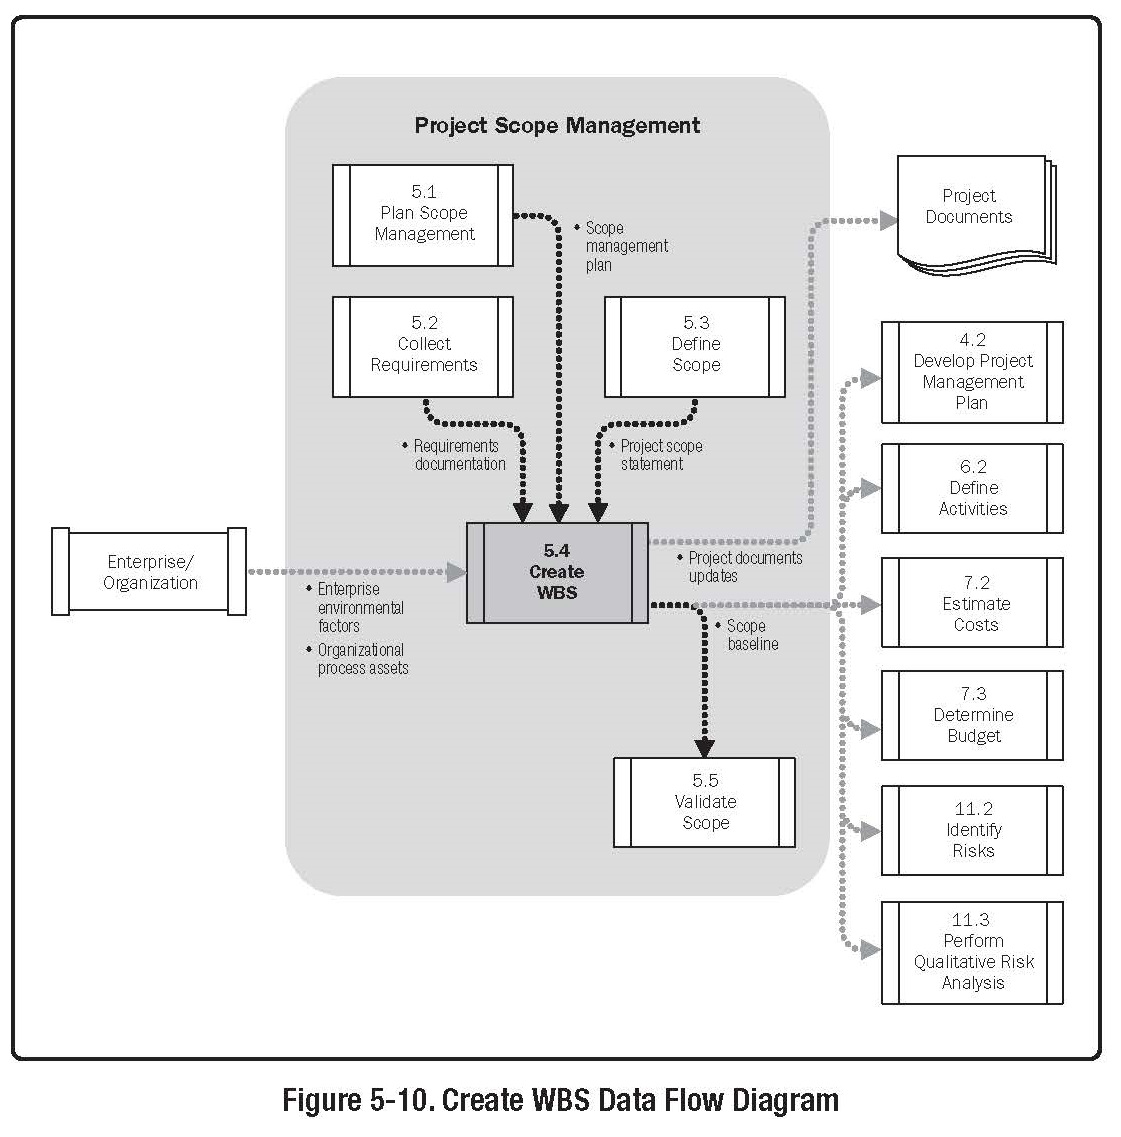 Project Scope Management
5.1
Plan Scope
Management
• Scope
management
plan
5.2
Collect
Requirements
5.3
Define
Scope
• Requirements
documentation
• Project scope
statement
Enterprise/
Organization
• Enterprise
environmental
factors
• Organizational
process assets
5.4
Create
WBS
• Project documents
updates
• Scope
baseline
5.5
Validate
Scope
Project
Documents
4.2
Develop Project
Management
Plan
6.2
Define
Activities
7.2
Estimate
Costs
7.3
Determine
Budget
11.2
Identify
Risks
11.3
Perform
Qualitative Risk
Analysis
Figure 5-10. Create WBS Data Flow Diagram